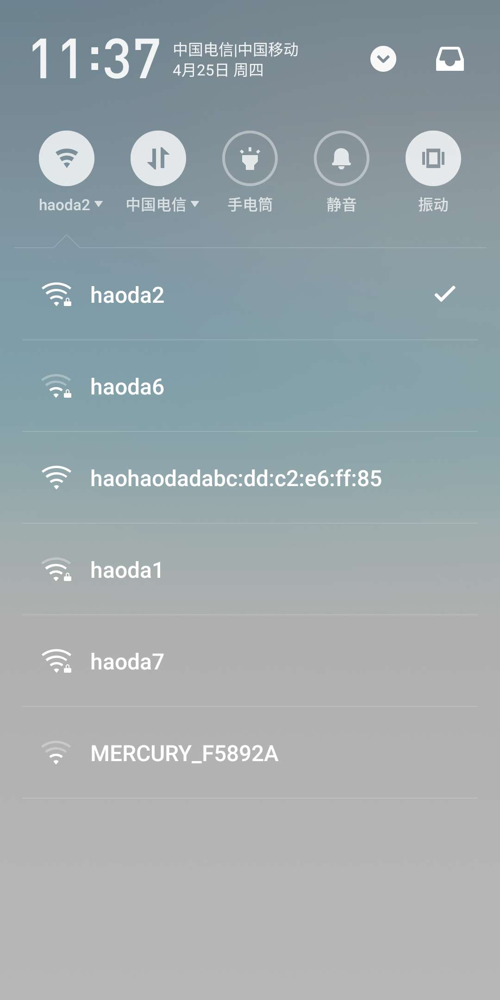 11:37
中国电信|中国移动
4月25日 周四
haoda2
中国电信
手电筒
静音
振动
haoda2
haoda6
haohaodadabc:dd:c2:e6:ff:85
haoda1
haoda7
MERCURY_F5892A